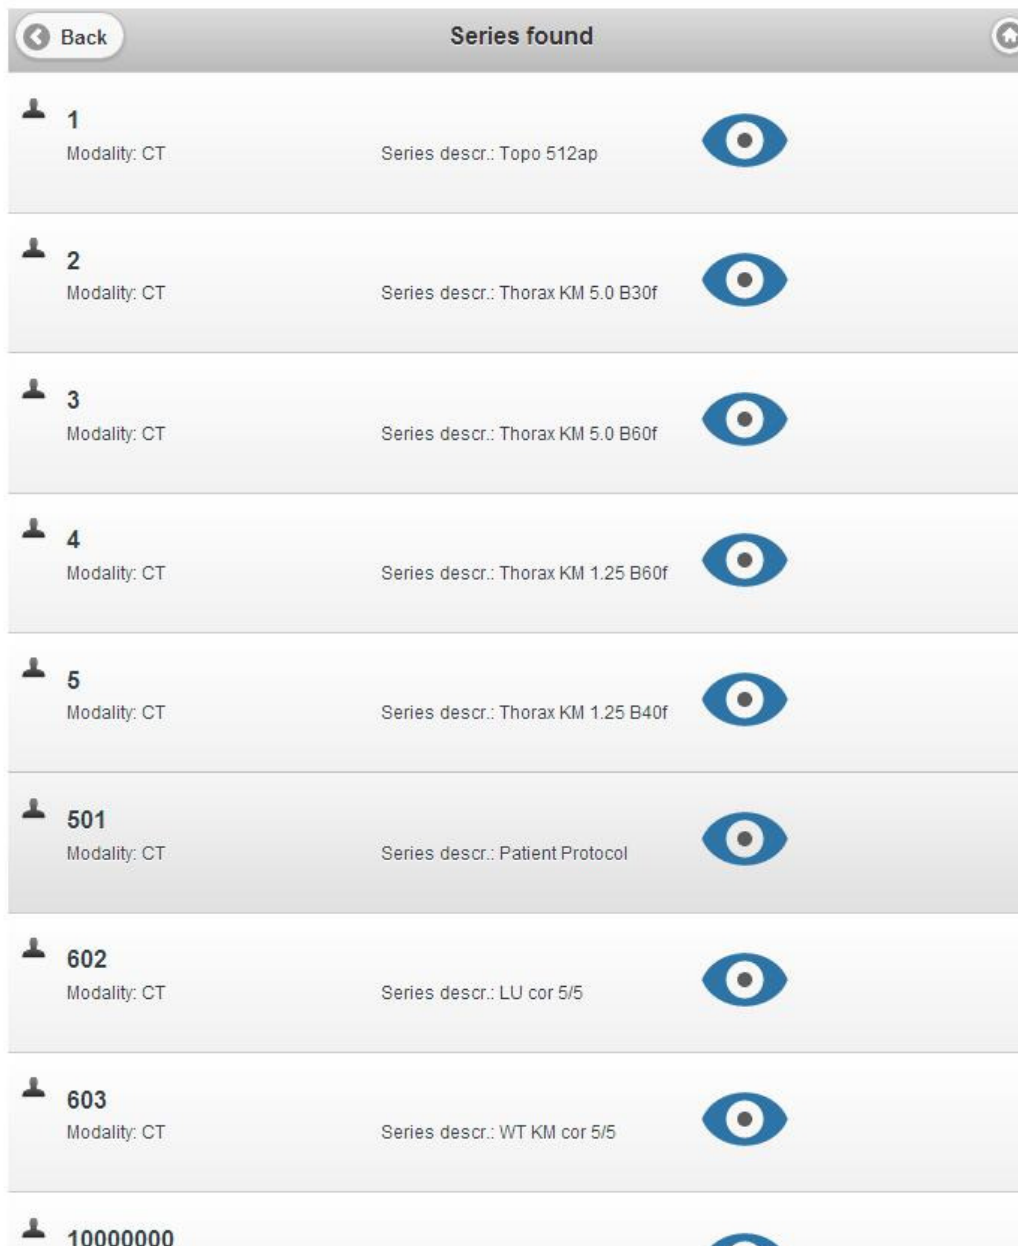 Back Series found
1
Modality: CT Series descr.: Topo 512ap
2
Modality: CT Series descr.: Thorax KM 5.0 B30f
3
Modality: CT Series descr.: Thorax KM 5.0 B60f
4
Modality: CT Series descr.: Thorax KM 1.25 B60f
5
Modality: CT Series descr.: Thorax KM 1.25 B40f
501
Modality: CT Series descr.: Patient Protocol
602
Modality: CT Series descr.: LU cor 5/5
603
Modality: CT Series descr.: WT KM cor 5/5
10000000